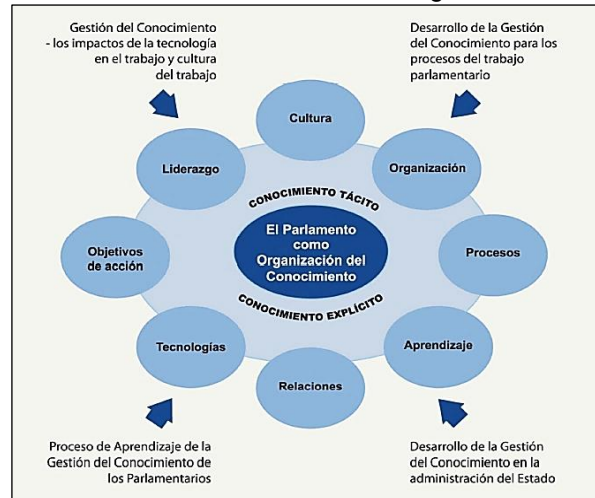 Gestión del Conocimiento
- los impactos de la tecnología
en el trabajo y cultura
del trabajo
Desarrollo de la Gestión
del Conocimiento para los
procesos del trabajo
parlamentario
Cultura
Liderazgo
Organización
CONOCIMIENTO TÁCITO
Objetivos
de acción
El Parlamento
como
Organización del
Conocimiento
Procesos
CONOCIMIENTO EXPLÍCITO
Tecnologías
Aprendizaje
Relaciones
Proceso de Aprendizaje de la
Gestión del Conocimiento de
los Parlamentarios
Desarrollo de la Gestión
del Conocimiento en la
administración del Estado